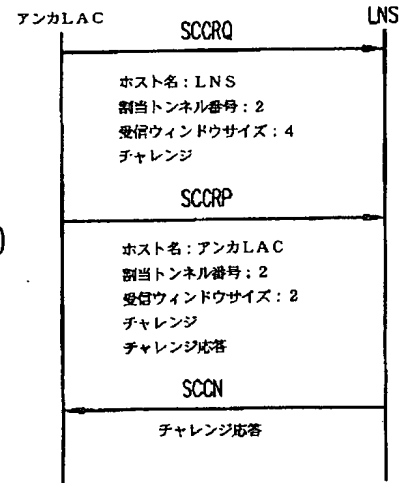 アンカLAC
LNS
SCCRQ
ホスト名：LNS
割当トンネル番号：2
受信ウィンドウサイズ：4
チャレンジ
SCCRP
ホスト名：アンカLAC
割当トンネル番号；2
受信ウィンドウサイズ：2
チャレンジ
チャレンジ応答
SCCN
チャレンジ応答